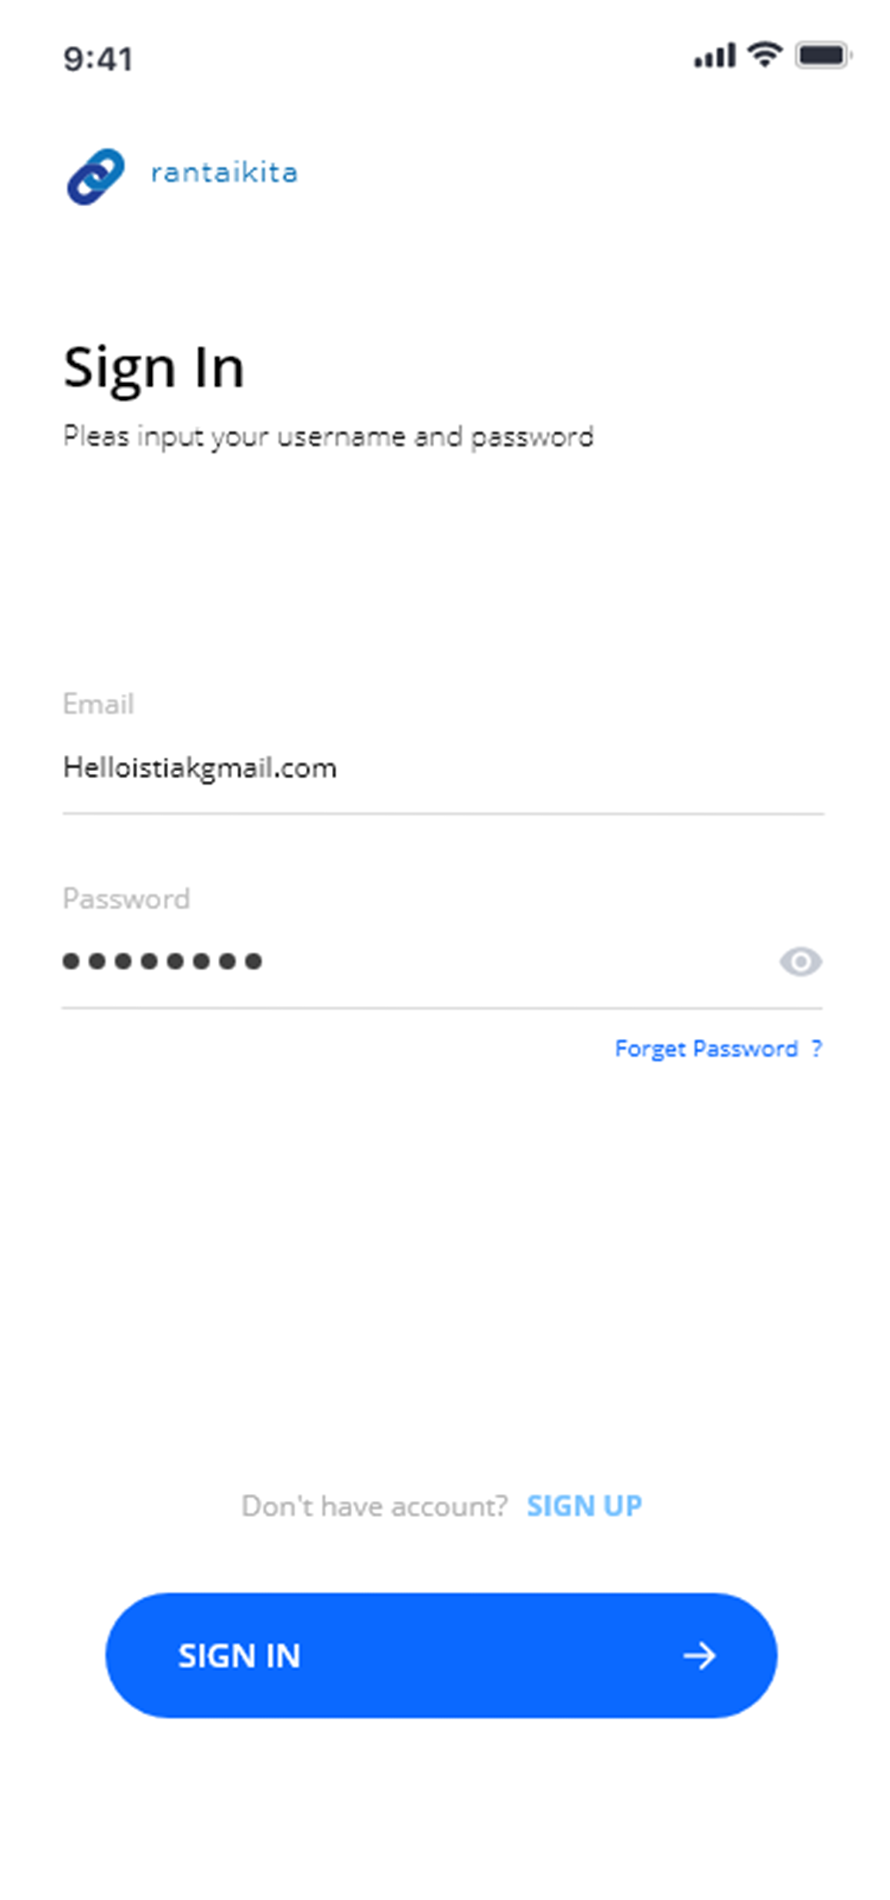 9:41
rantaikita
Sign In
Pleas input your username and password
Email
Helloistiakgmail.com
Password
Forget Password ?
Don't have account? SIGN UP
SIGN IN